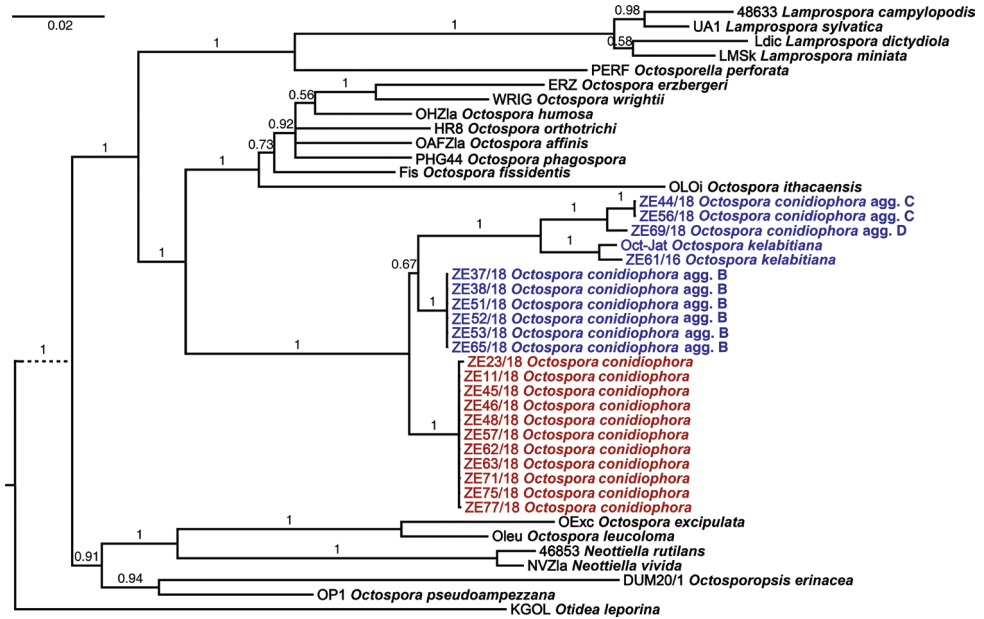 0.02
0.98
48633 Lamprospora campylopodis
UA1 Lamprospora sylvatica
1
0.58
Ldic Lamprospora dictydiola
LMSk Lamprospora miniata
1
PERF Octosporella perforata
1
ERZ Octospora erzbergeri
0.56
WRIG Octospora wrightii
OHZla Octospora humosa
0.92
HR8 Octospora orthotrichi
OAFZla Octospora affinis
0.73
PHG44 Octospora phagospora
1
1
Fis Octospora fissidentis
OLOi Octospora ithacaensis
1
ZE44/18 Octospora conidiophora agg. C
1
ZE56/18 Octospora conidiophora agg. C
1
ZE69/18 Octospora conidiophora agg. D
1
Oct-Jat Octospora kelabitiana
1
ZE61/16 Octospora kelabitiana
0.67
ZE37/18 Octospora conidiophora agg. B
ZE38/18 Octospora conidiophora agg. B
1
ZE51/18 Octospora conidiophora agg. B
ZE52/18 Octospora conidiophora agg. B
ZE53/18 Octospora conidiophora agg. B
1
1
ZE65/18 Octospora conidiophora agg. B
ZE23/18 Octospora conidiophora
ZE11/18 Octospora conidiophora
ZE45/18 Octospora conidiophora
ZE46/18 Octospora conidiophora
1
ZE48/18 Octospora conidiophora
ZE57/18 Octospora conidiophora
ZE62/18 Octospora conidiophora
ZE63/18 Octospora conidiophora
ZE71/18 Octospora conidiophora
ZE75/18 Octospora conidiophora
ZE77/18 Octospora conidiophora
1
OExc Octospora excipulata
1
Oleu Octospora leucoloma
1
46853 Neottiella rutilans
0.91
NVZla Neottiella vivida
0.94
DUM20/1 Octosporopsis erinacea
OP1 Octospora pseudoampezzana
KGOL Otidea leporina